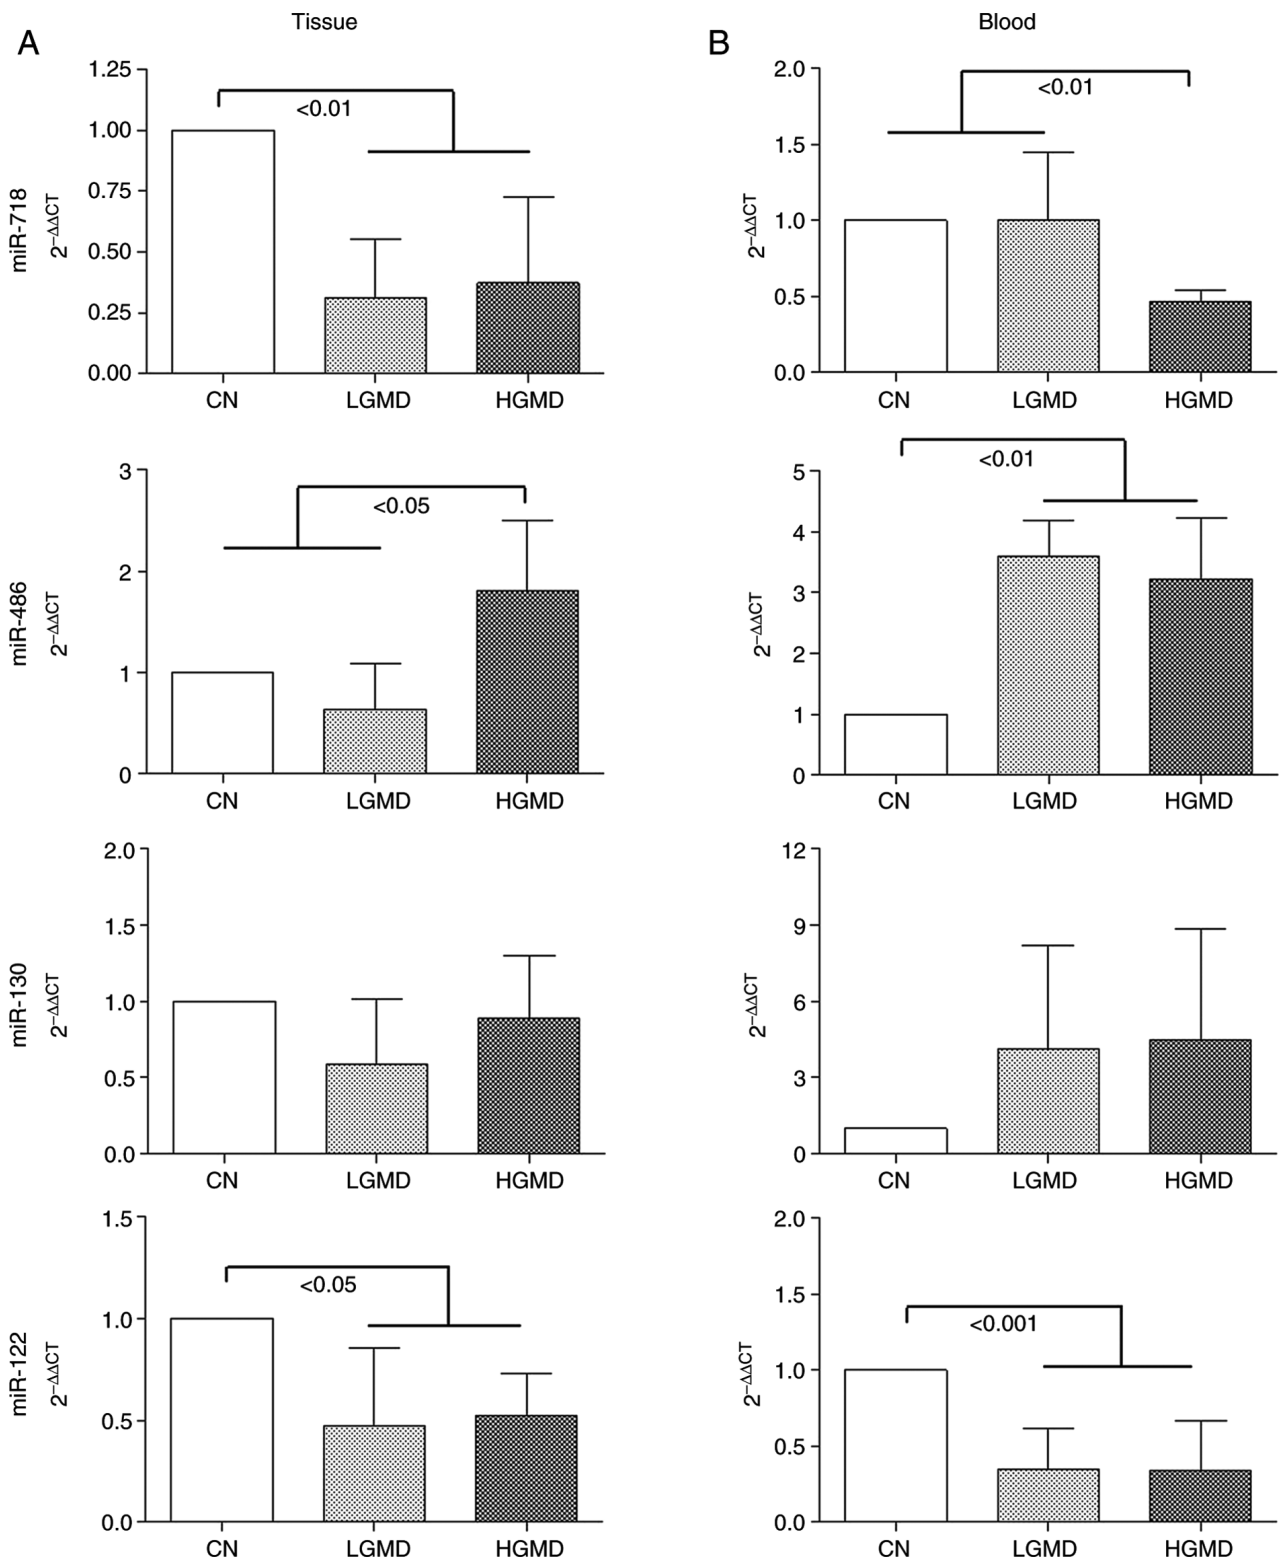 A
Tissue
miR-718
2−ΔΔCT
1.25
1.00
0.75
0.50
0.25
0.00
<0.01
CN LGMD HGMD
B
Blood
2−ΔΔCT
2.0
1.5
1.0
0.5
0.0
<0.01
CN LGMD HGMD
miR-486
2−ΔΔCT
3
2
1
0
<0.05
CN LGMD HGMD
2−ΔΔCT
5
4
3
2
1
0
<0.01
CN LGMD HGMD
miR-130
2−ΔΔCT
2.0
1.5
1.0
0.5
0.0
CN LGMD HGMD
2−ΔΔCT
12
9
6
3
0
CN LGMD HGMD
miR-122
2−ΔΔCT
1.5
1.0
0.5
0.0
<0.05
CN LGMD HGMD
2−ΔΔCT
2.0
1.5
1.0
0.5
0.0
<0.001
CN LGMD HGMD